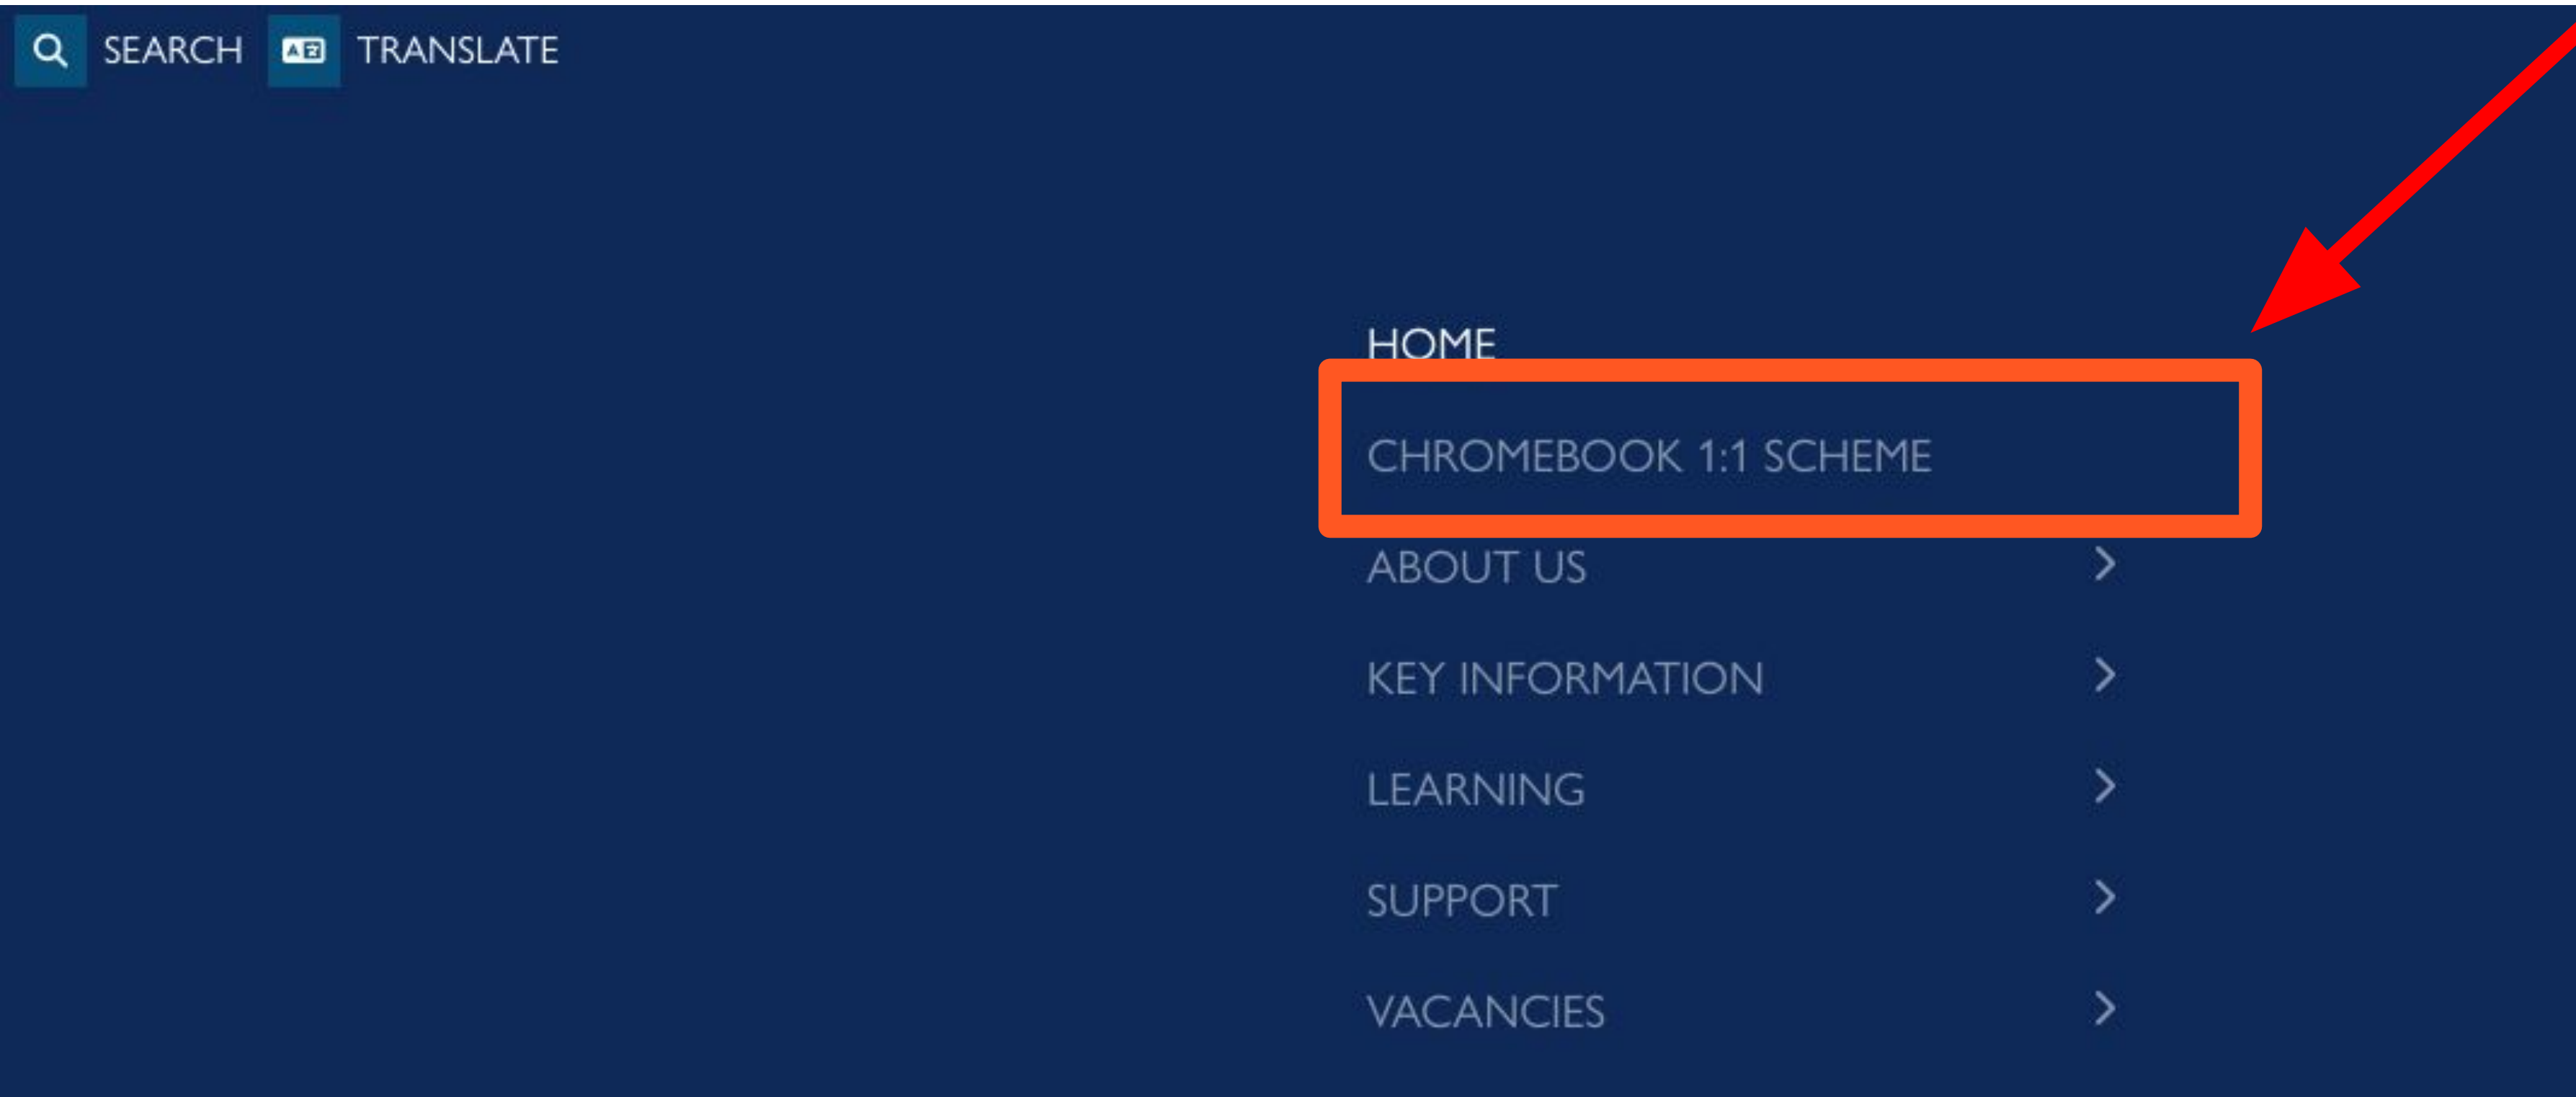 SEARCH TRANSLATE
HOME
CHROMEBOOK 1:1 SCHEME
ABOUT US
KEY INFORMATION
LEARNING
SUPPORT
VACANCIES